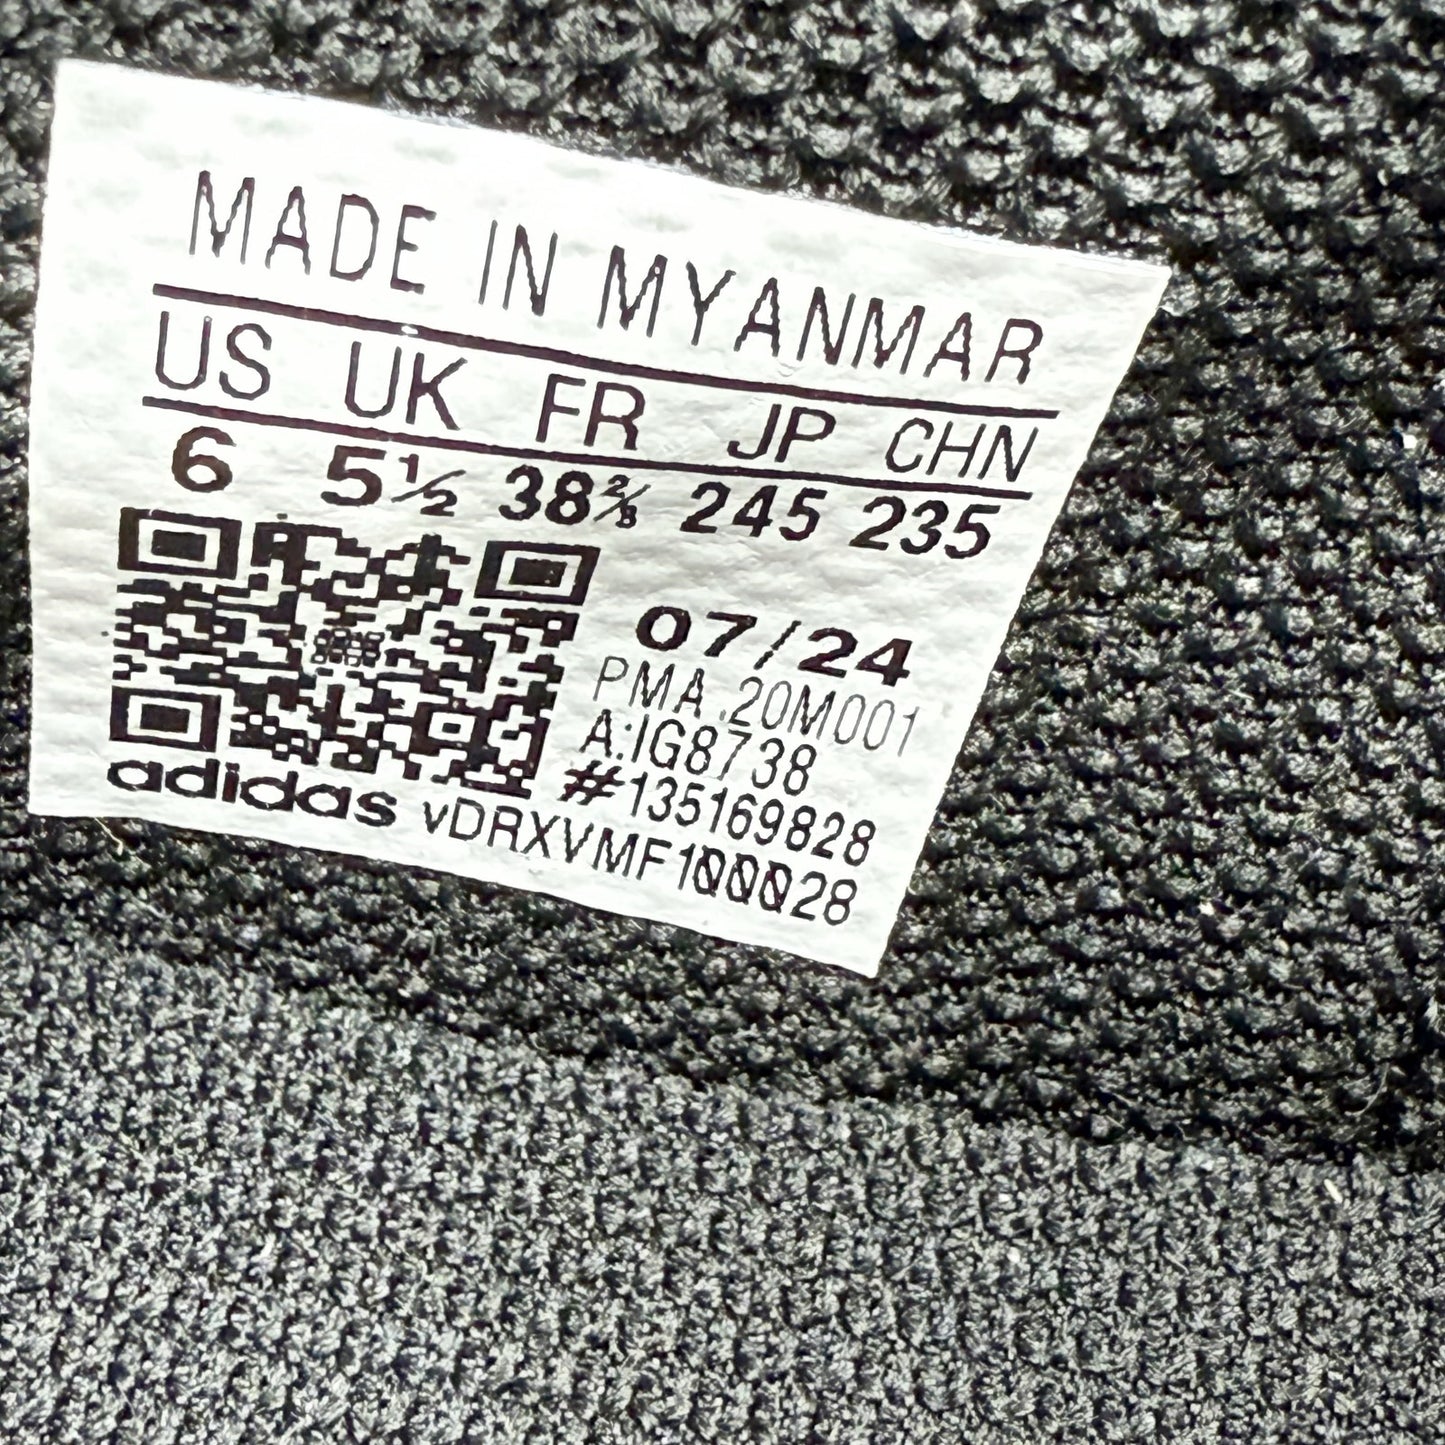 MADE IN MYANMAR
US UK FR JP CHN
6 5½ 38⅔ 245 235
07/24
PMA 20M001
A:IG8738
#135169828
adidas vDRXVMF1000028